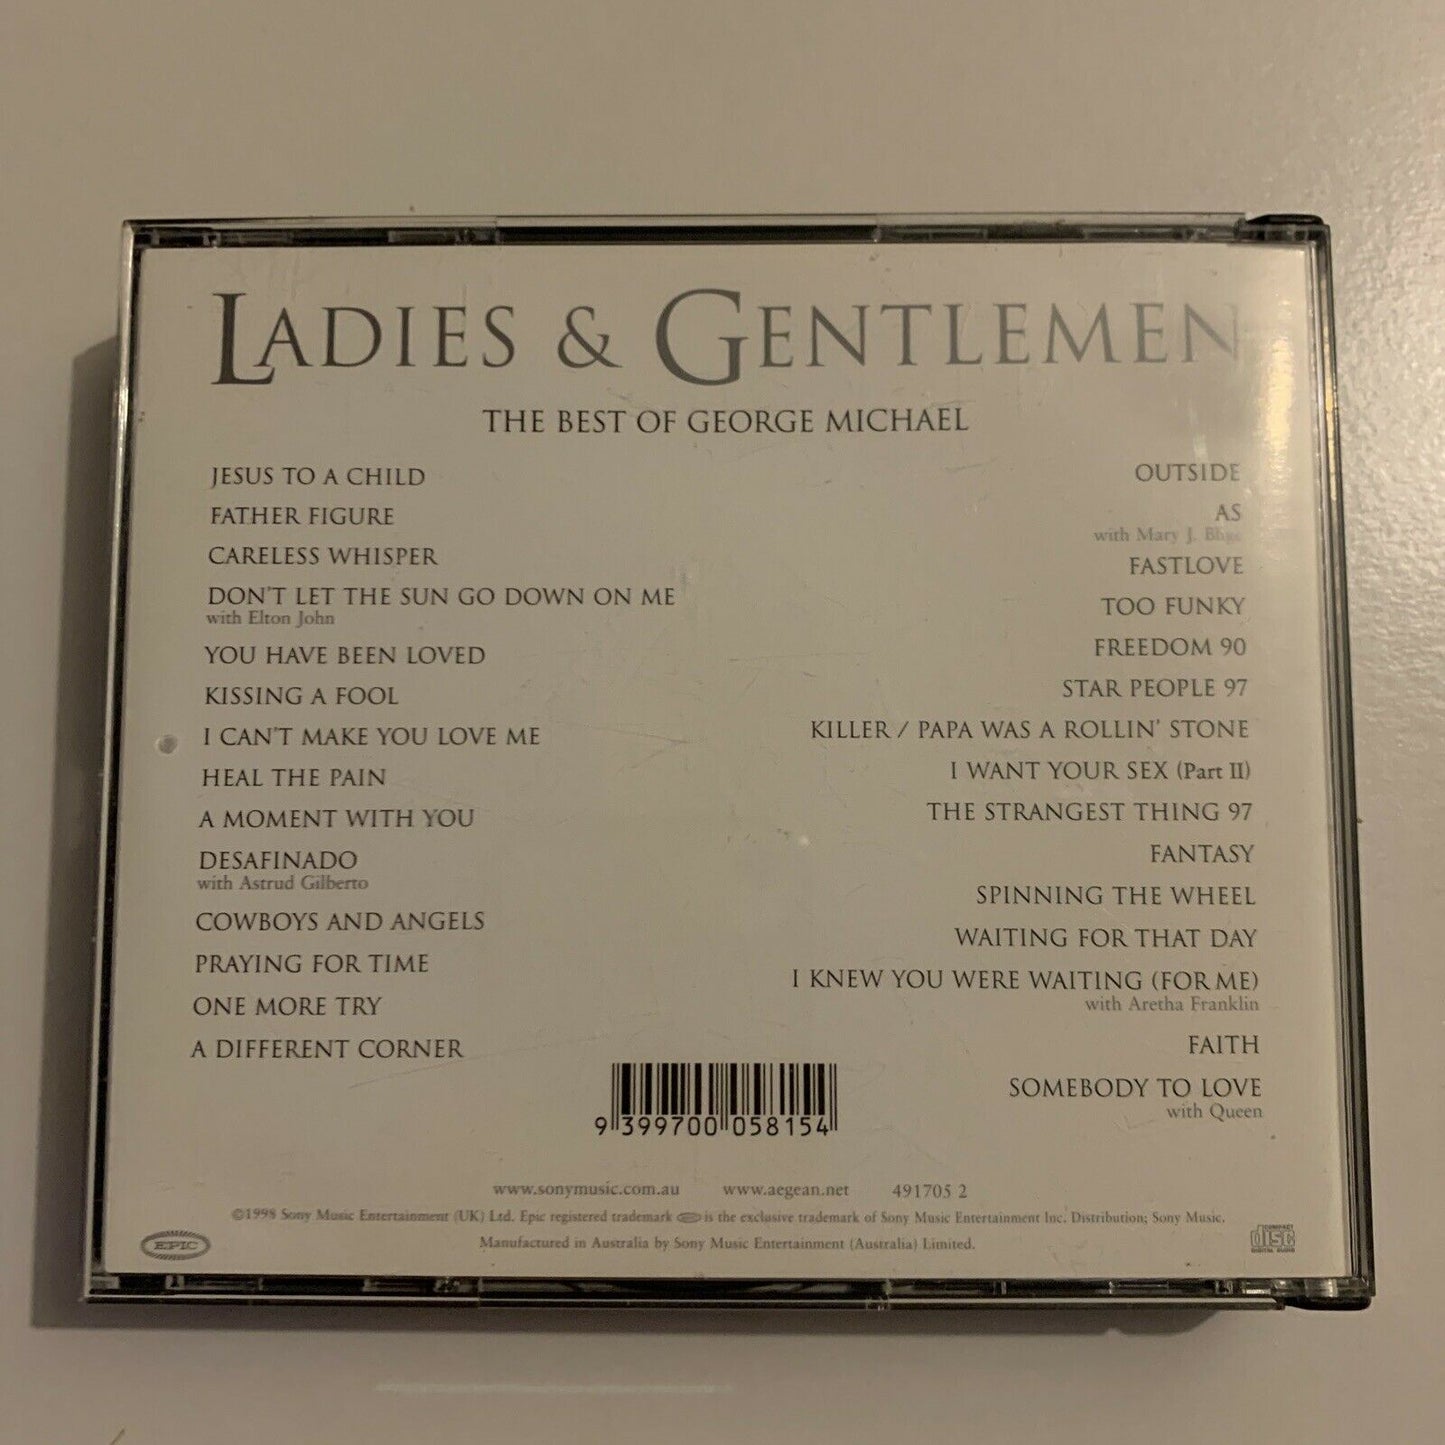 LADIES & GENTLEMEN
THE BEST OF GEORGE MICHAEL
JESUS TO A CHILD
FATHER FIGURE
CARELESS WHISPER
DON'T LET THE SUN GO DOWN ON ME
with Elton John
YOU HAVE BEEN LOVED
KISSING A FOOL
I CAN'T MAKE YOU LOVE ME
HEAL THE PAIN
A MOMENT WITH YOU
DESAFINADO
with Astrud Gilberto
COWBOYS AND ANGELS
PRAYING FOR TIME
ONE MORE TRY
A DIFFERENT CORNER
OUTSIDE
AS
with Mary J. Blige
FASTLOVE
TOO FUNKY
FREEDOM 90
STAR PEOPLE 97
KILLER / PAPA WAS A ROLLIN' STONE
I WANT YOUR SEX (Part II)
THE STRANGEST THING 97
FANTASY
SPINNING THE WHEEL
WAITING FOR THAT DAY
I KNEW YOU WERE WAITING (FOR ME)
with Aretha Franklin
FAITH
SOMEBODY TO LOVE
with Queen
9 399700 058154
www.sonymusic.com.au www.aegean.net 491705 2
©1998 Sony Music Entertainment (UK) Ltd. Epic registered trademark EPIC is the exclusive trademark of Sony Music Entertainment Inc. Distribution; Sony Music.
Manufactured in Australia by Sony Music Entertainment (Australia) Limited.
EPIC
COMPACT
disc
DIGITAL AUDIO